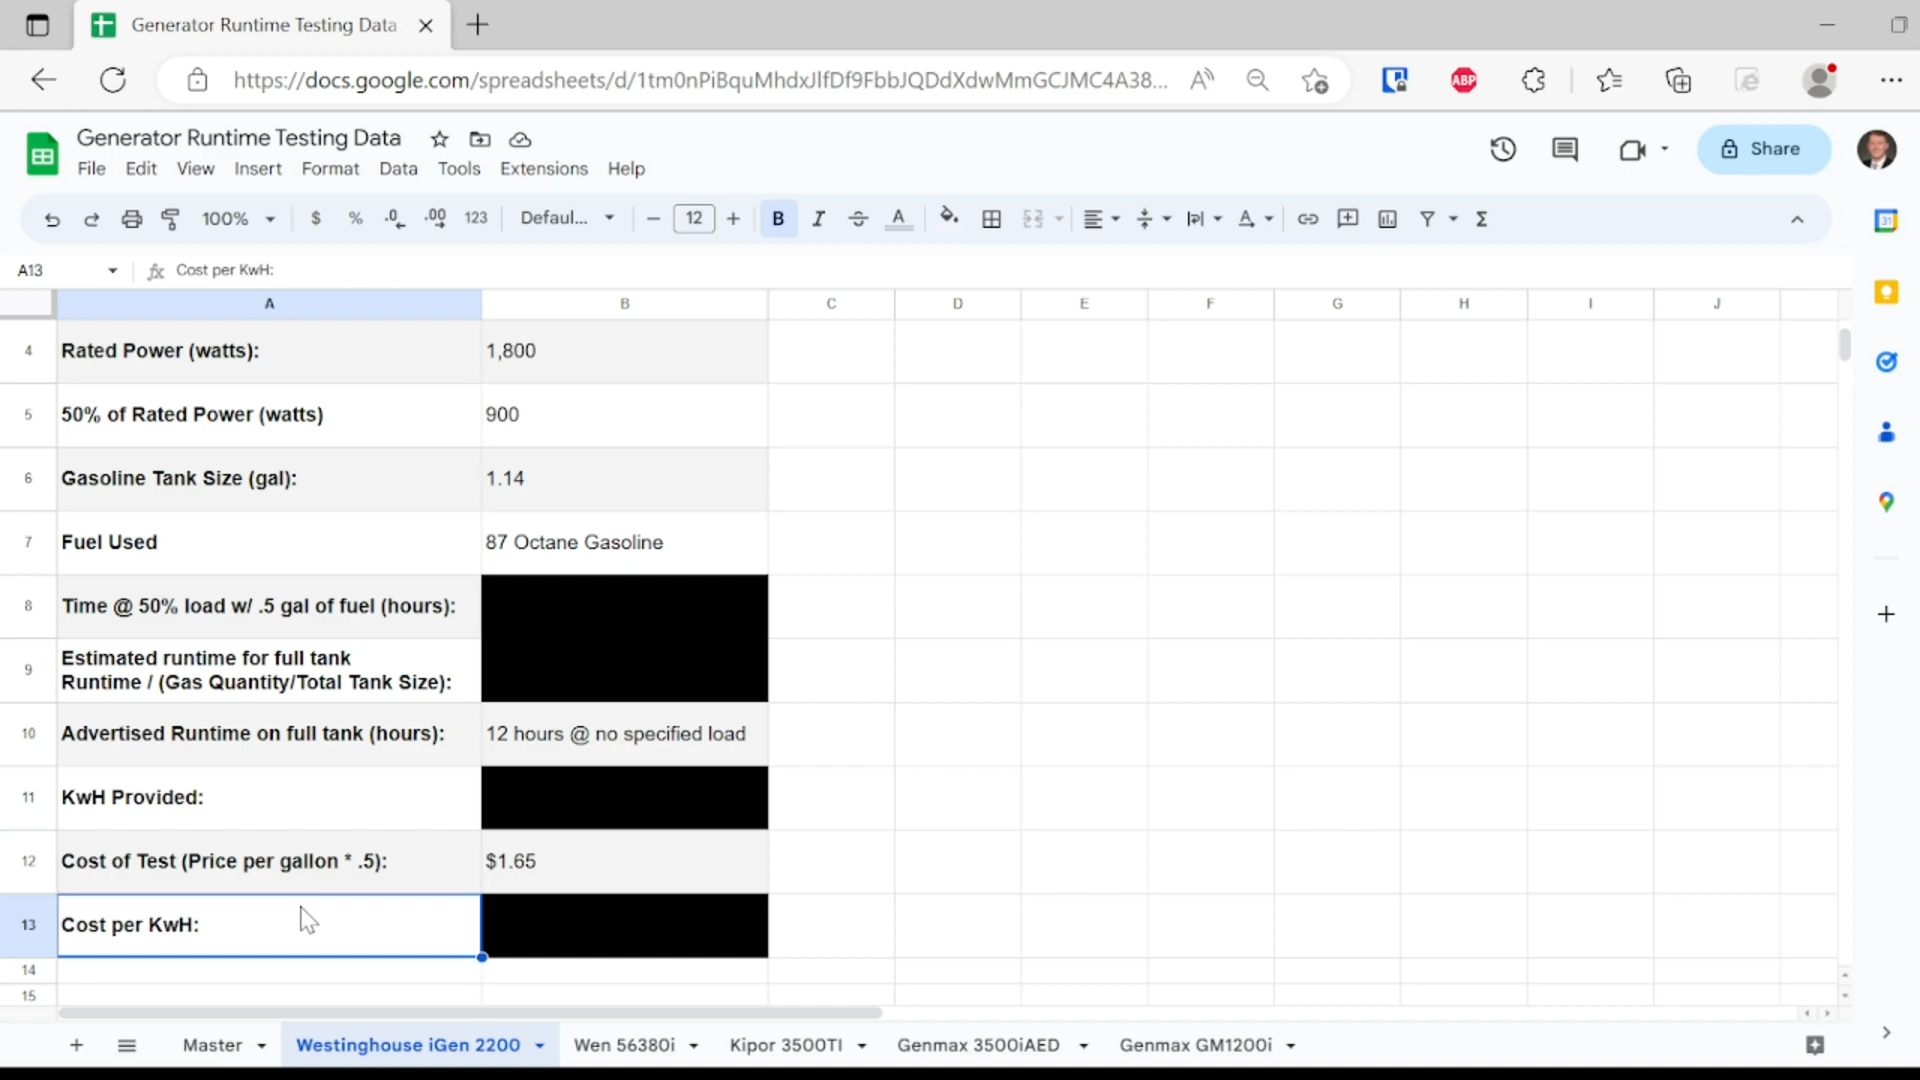 Generator Runtime Testing Data
https://docs.google.com/spreadsheets/d/1tm0nPiBquMhdxJlfDf9FbbJQDdXdwMmGCJMC4A38...
ABP
Generator Runtime Testing Data
File Edit View Insert Format Data Tools Extensions Help
Share
100% $ % .0 .00 123 Defaul... 12 B I A
31
A13 fx Cost per KwH:
A B C D E F G H I J
4 Rated Power (watts): 1,800
5 50% of Rated Power (watts) 900
6 Gasoline Tank Size (gal): 1.14
7 Fuel Used 87 Octane Gasoline
8 Time @ 50% load w/ .5 gal of fuel (hours):
9 Estimated runtime for full tank
Runtime / (Gas Quantity/Total Tank Size):
10 Advertised Runtime on full tank (hours): 12 hours @ no specified load
11 KwH Provided:
12 Cost of Test (Price per gallon * .5): $1.65
13 Cost per KwH:
14
15
Master Westinghouse iGen 2200 Wen 56380i Kipor 3500TI Genmax 3500iAED Genmax GM1200i